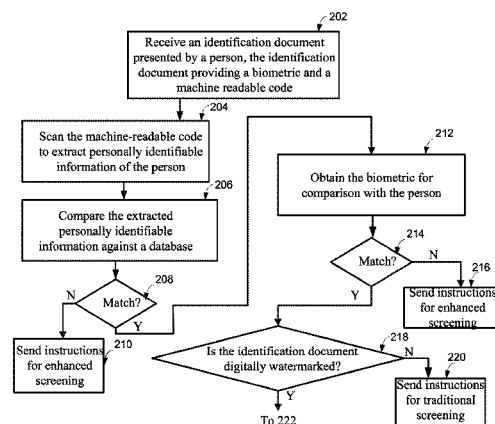 202
Receive an identification document
presented by a person, the identification
document providing a biometric and a
machine readable code
204
Scan the machine-readable code
to extract personally identifiable
information of the person
206
Compare the extracted
personally identifiable
information against a database
208
Match?
N
Y
Send instructions
for enhanced
screening
210
212
Obtain the biometric for
comparison with the person
214
Match?
N
Y
216
Send instructions
for enhanced
screening
218
Is the identification document
digitally watermarked?
N
Y
220
Send instructions
for traditional
screening
To 222